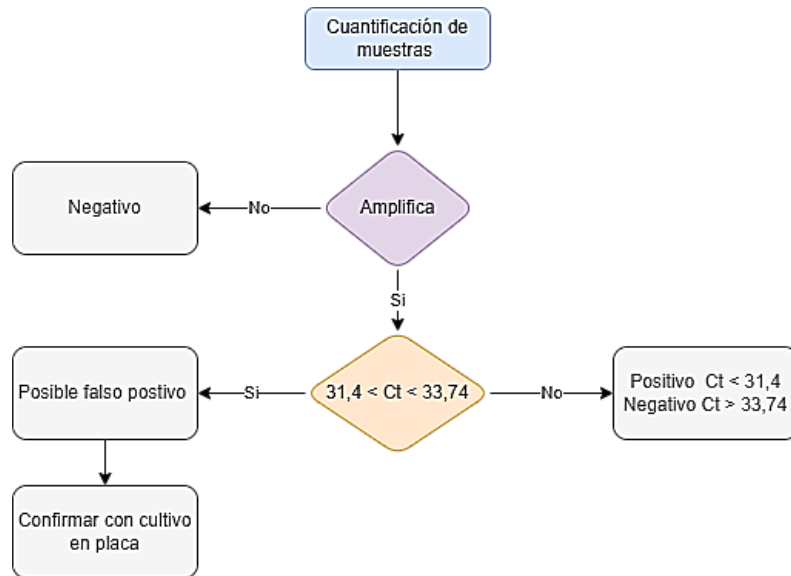 Cuantificación de
muestras
Negativo
No
Amplifica
Si
Posible falso postivo
Si
31,4 < Ct < 33,74
No
Positivo Ct < 31,4
Negativo Ct > 33,74
Confirmar con cultivo
en placa